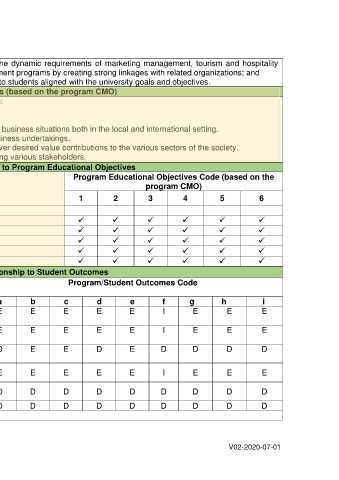 he dynamic requirements of marketing management, tourism and hospitality
ment programs by creating strong linkages with related organizations; and
to students aligned with the university goals and objectives.
s (based on the program CMO)
:
business situations both in the local and international setting.
siness undertakings.
ver desired value contributions to the various sectors of the society.
ng various stakeholders.
to Program Educational Objectives
Program Educational Objectives Code (based on the
program CMO)
1 2 3 4 5 6
✓ ✓ ✓ ✓ ✓ ✓
✓ ✓ ✓ ✓ ✓ ✓
✓ ✓ ✓ ✓ ✓ ✓
✓ ✓ ✓ ✓ ✓ ✓
✓ ✓ ✓ ✓ ✓ ✓
onship to Student Outcomes
Program/Student Outcomes Code
a b c d e f g h i
E E E E E I E E E
E E E E E I E E E
D E E D E D D D D
E E E E E I E E E
D D D D D D D D D
D D D D D D D D D
V02-2020-07-01